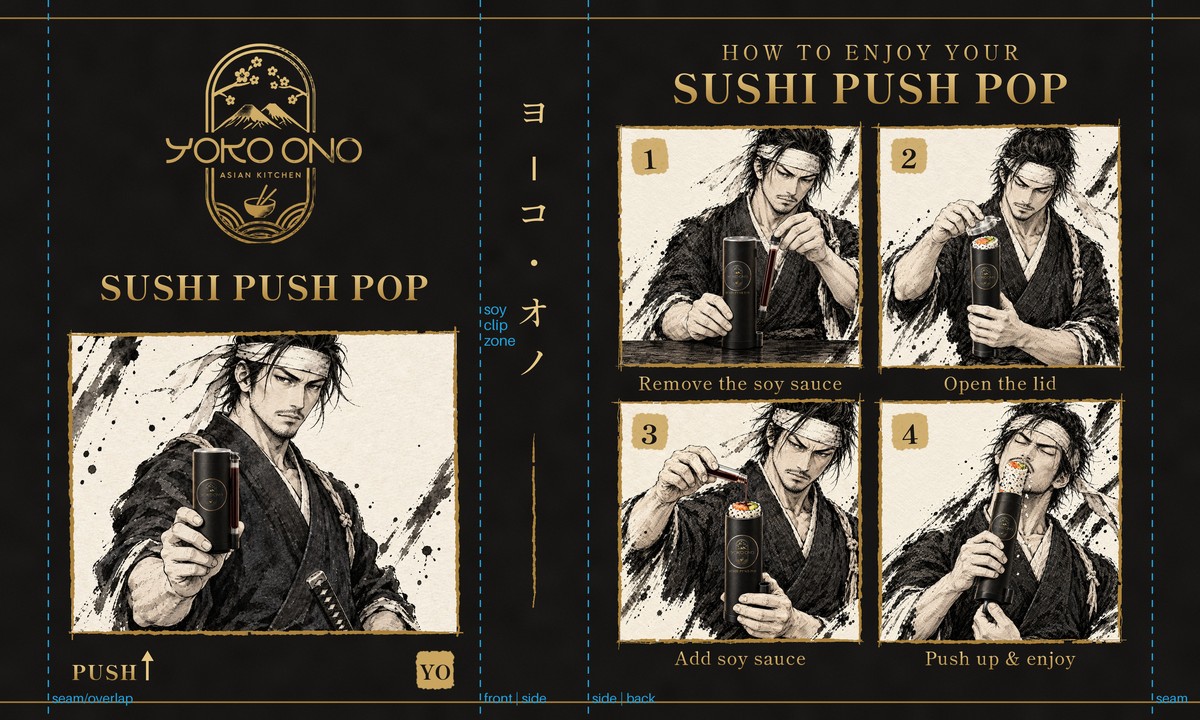 YOKO ONO
ASIAN KITCHEN
SUSHI PUSH POP
PUSH
YO
seam/overlap
ヨーコ・オノ
soy
clip
zone
front | side
HOW TO ENJOY YOUR
SUSHI PUSH POP
1
Remove the soy sauce
2
Open the lid
3
Add soy sauce
4
Push up & enjoy
side | back
seam